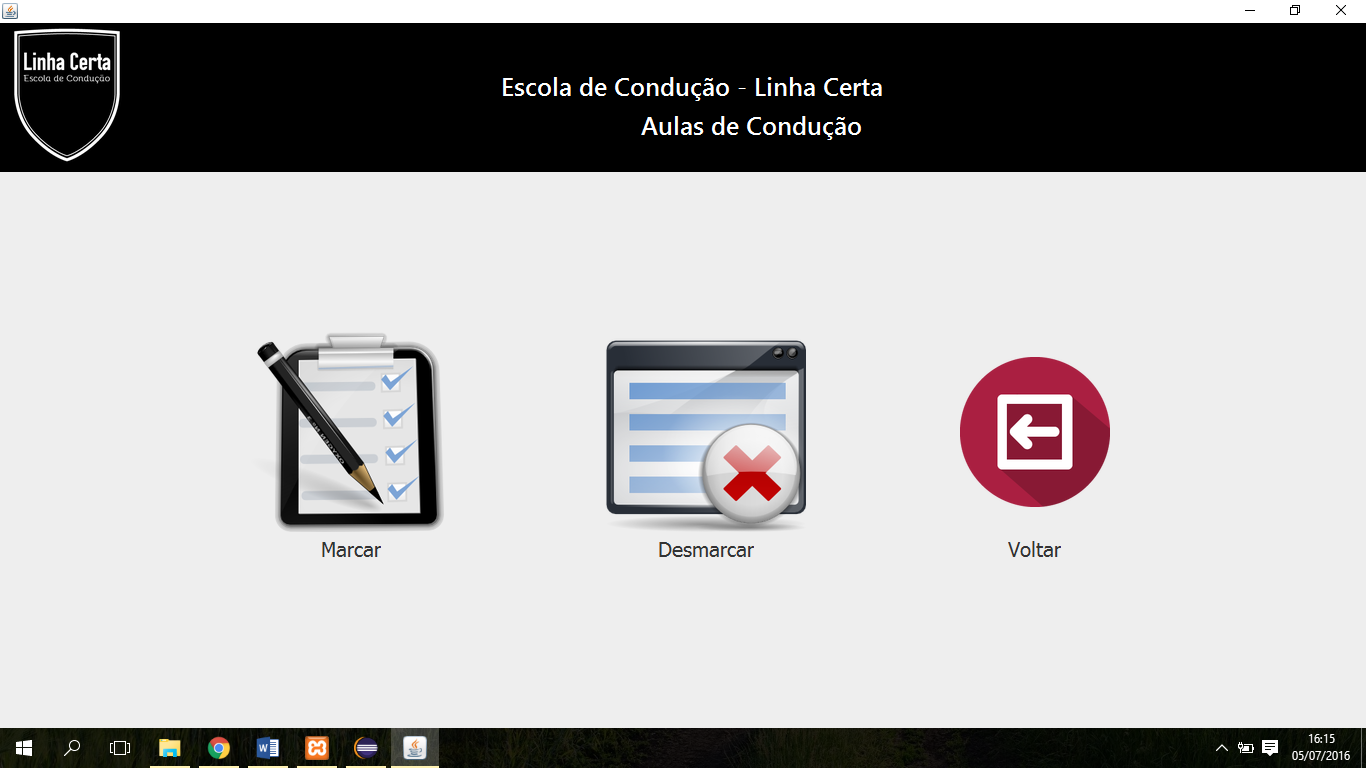 Linha Certa
Escola de Condução
Escola de Condução - Linha Certa
Aulas de Condução
Marcar
Desmarcar
Voltar
16:15
05/07/2016